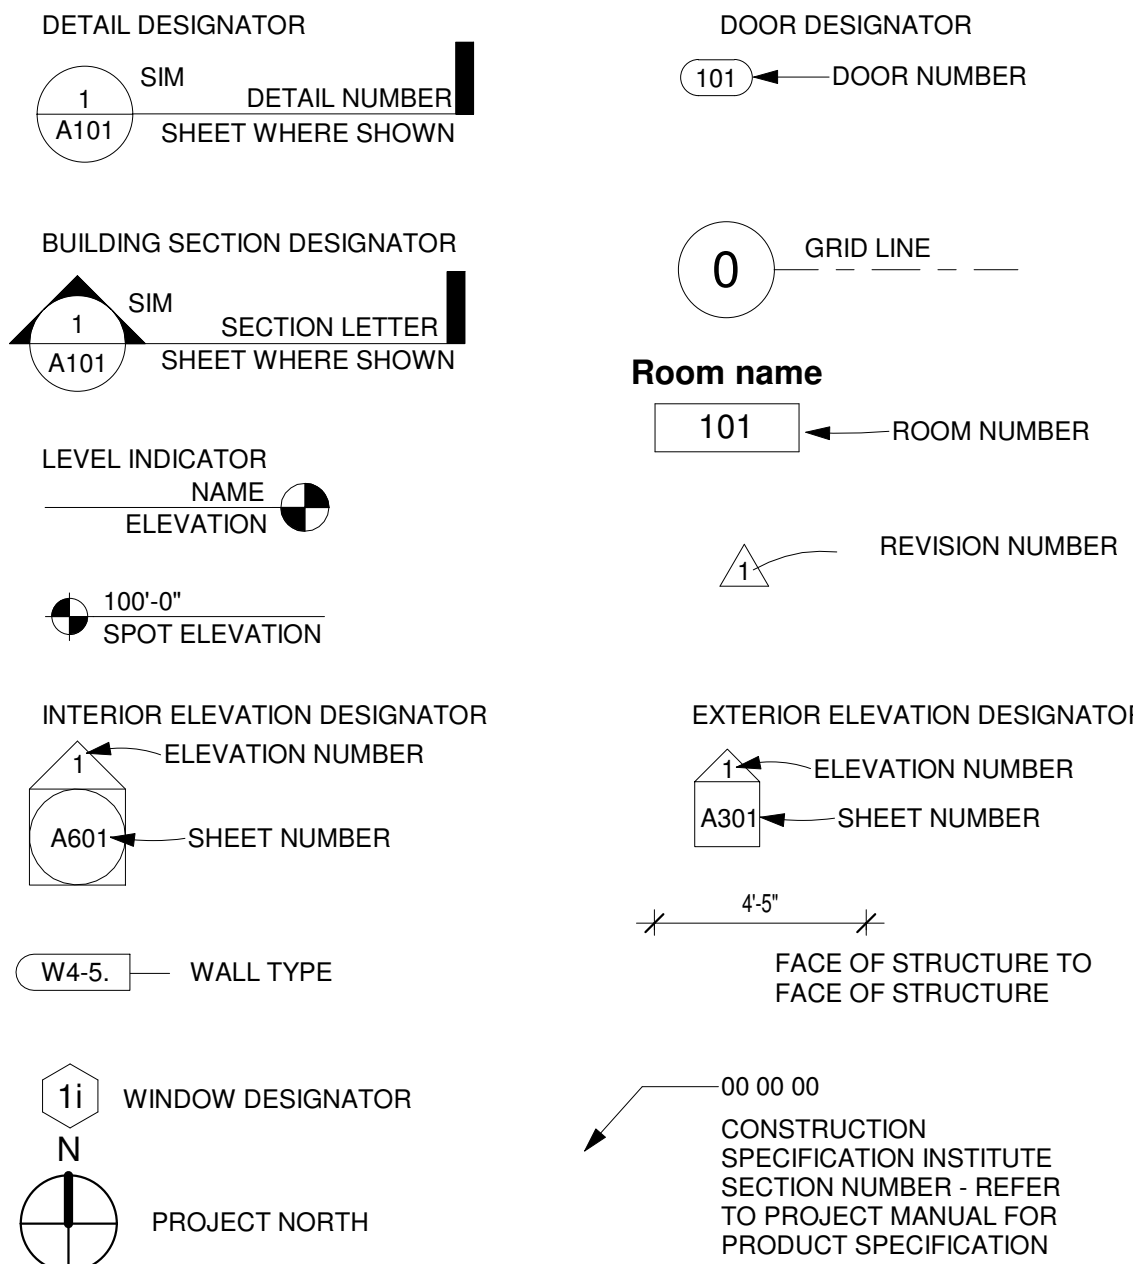 DETAIL DESIGNATOR
SIM
1
DETAIL NUMBER
A101
SHEET WHERE SHOWN
BUILDING SECTION DESIGNATOR
SIM
1
SECTION LETTER
A101
SHEET WHERE SHOWN
LEVEL INDICATOR
NAME
ELEVATION
100'-0"
SPOT ELEVATION
INTERIOR ELEVATION DESIGNATOR
1
ELEVATION NUMBER
A601
SHEET NUMBER
W4-5.
WALL TYPE
1i
WINDOW DESIGNATOR
N
PROJECT NORTH
DOOR DESIGNATOR
101
DOOR NUMBER
0
GRID LINE
Room name
101
ROOM NUMBER
1
REVISION NUMBER
EXTERIOR ELEVATION DESIGNATOR
1
ELEVATION NUMBER
A301
SHEET NUMBER
4'-5"
FACE OF STRUCTURE TO
FACE OF STRUCTURE
00 00 00
CONSTRUCTION
SPECIFICATION INSTITUTE
SECTION NUMBER - REFER
TO PROJECT MANUAL FOR
PRODUCT SPECIFICATION